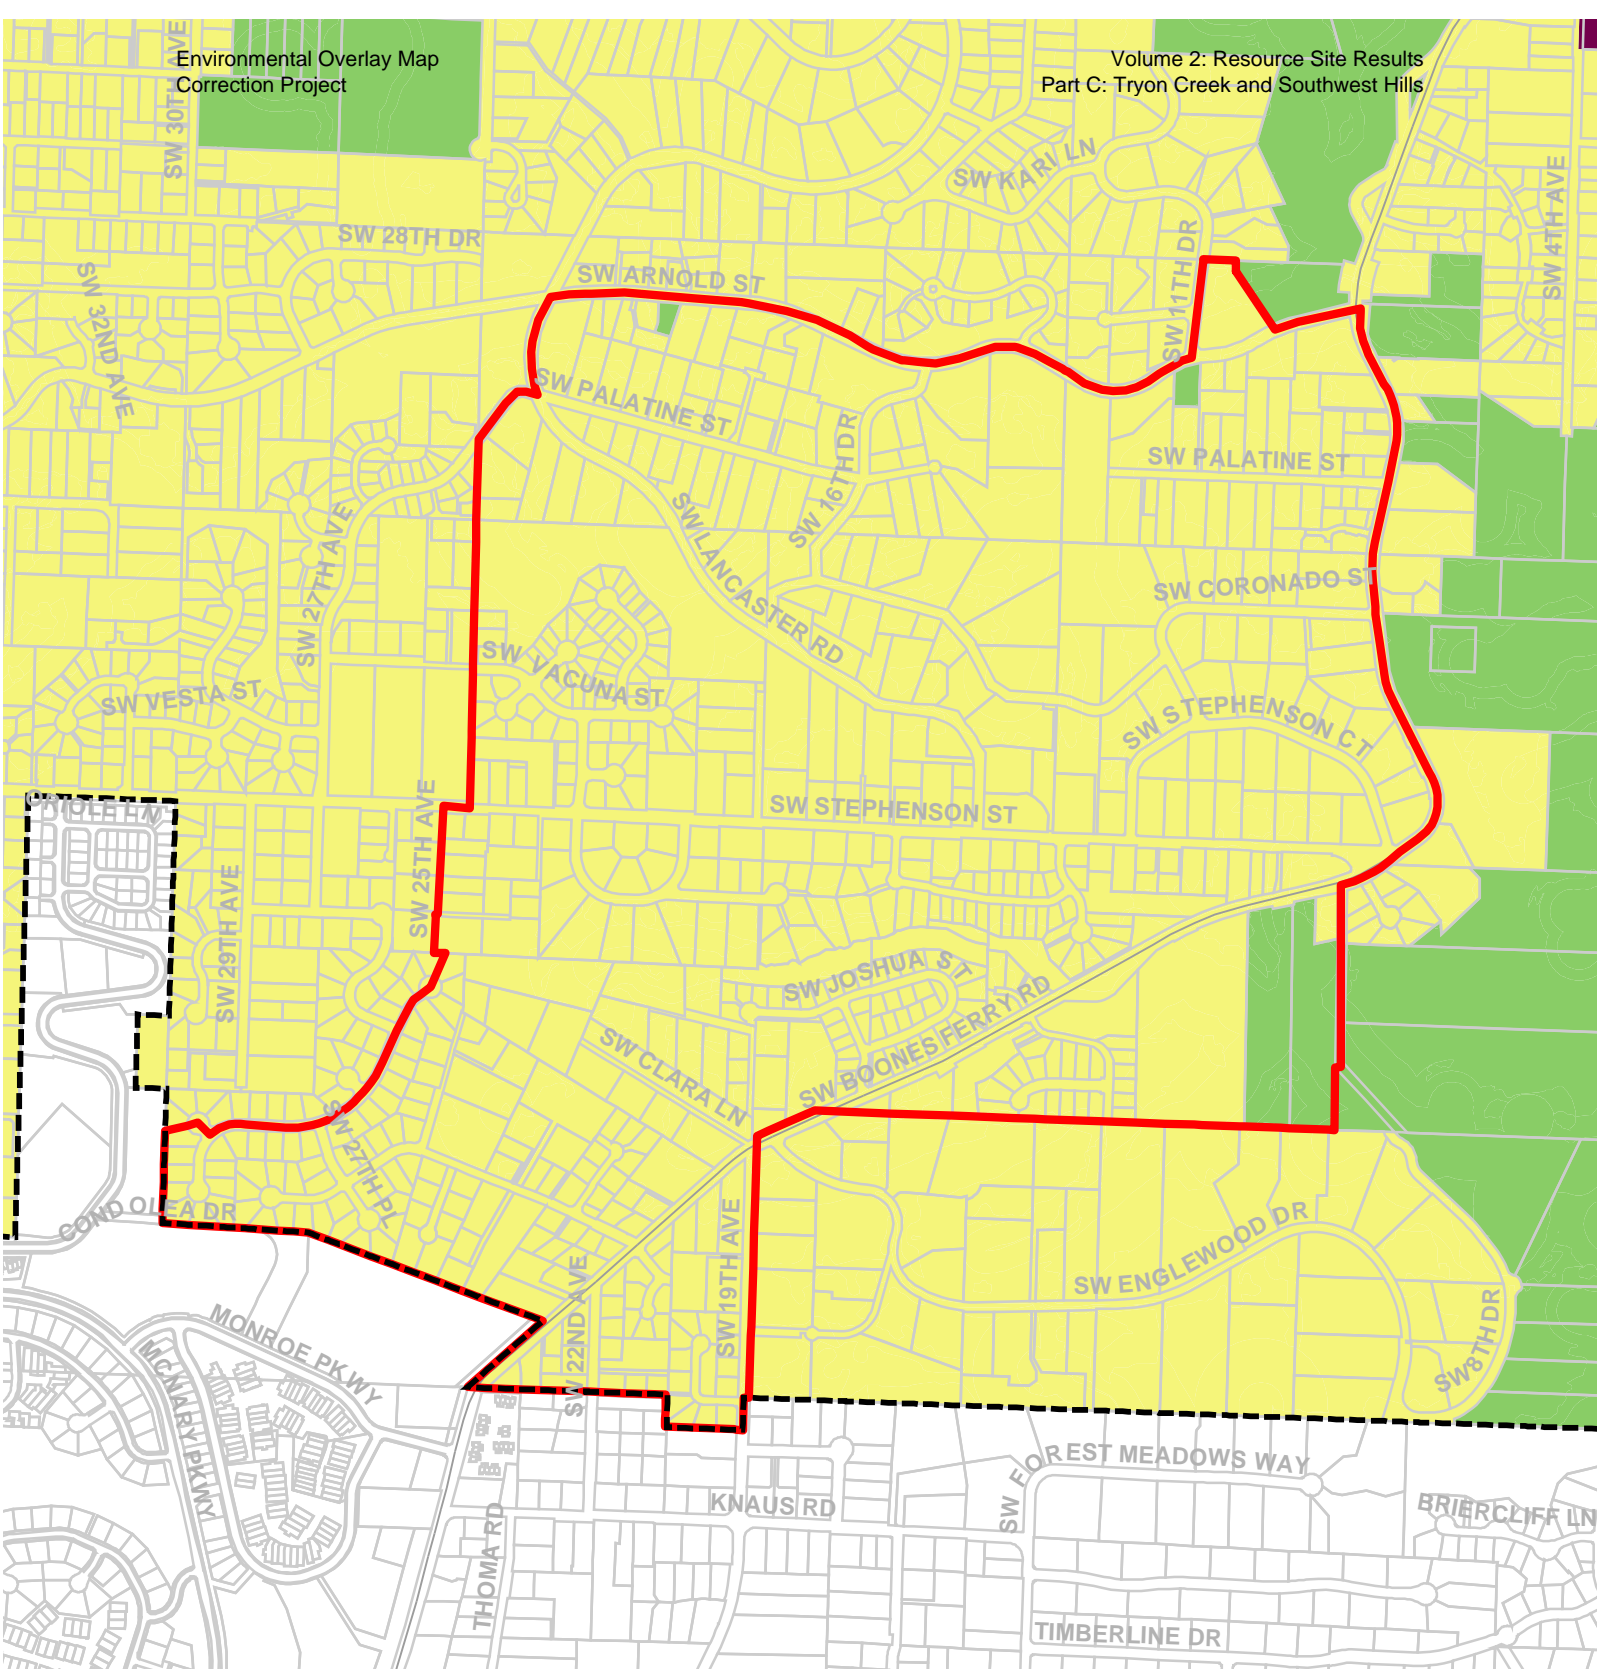 Environmental Overlay Map
Correction Project
Volume 2: Resource Site Results
Part C: Tryon Creek and Southwest Hills
SW 30TH AVE
SW KARI LN
SW 4TH AVE
SW 28TH DR
SW 11TH DR
SW ARNOLD ST
SW 32ND AVE
SW PALATINE ST
SW 16TH DR
SW PALATINE ST
SW LANCASTER RD
SW 27TH AVE
SW CORONADO ST
SW VACUNA ST
SW VESTA ST
SW STEPHENSON CT
ORIOLE LN
SW 25TH AVE
SW STEPHENSON ST
SW 29TH AVE
SW JOSHUA ST
SW BOONES FERRY RD
SW CLARA LN
SW 27TH PL
COND OLEA DR
SW 19TH AVE
SW ENGLEWOOD DR
SW 22ND AVE
SW 8TH DR
MONROE PKWY
MCNARY PKWY
SW FOREST MEADOWS WAY
KNAUS RD
BRIERCLIFF LN
THOMA RD
TIMBERLINE DR